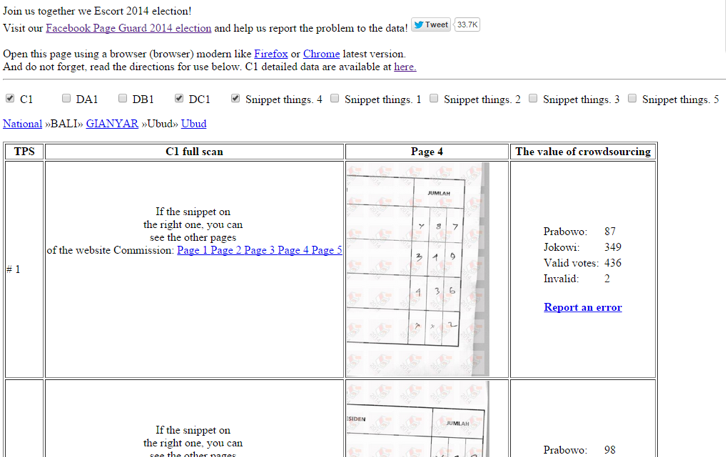 Join us together we Escort 2014 election!
Visit our Facebook Page Guard 2014 election and help us report the problem to the data! Tweet 33.7K
Open this page using a browser (browser) modern like Firefox or Chrome latest version.
And do not forget, read the directions for use below. C1 detailed data are available at here.
C1 DA1 DB1 DC1 Snippet things. 4 Snippet things. 1 Snippet things. 2 Snippet things. 3 Snippet things. 5
National »BALI» GIANYAR »Ubud» Ubud
TPS C1 full scan Page 4 The value of crowdsourcing
# 1
If the snippet on
the right one, you can
see the other pages
of the website Commission: Page 1 Page 2 Page 3 Page 4 Page 5
JUMLAH
x 8 7
3 4 9
4 3 6
x x 2
Prabowo: 87
Jokowi: 349
Valid votes: 436
Invalid: 2
Report an error
If the snippet on
the right one, you can
see the other pages
SIDEN JUMLAH
Prabowo: 98